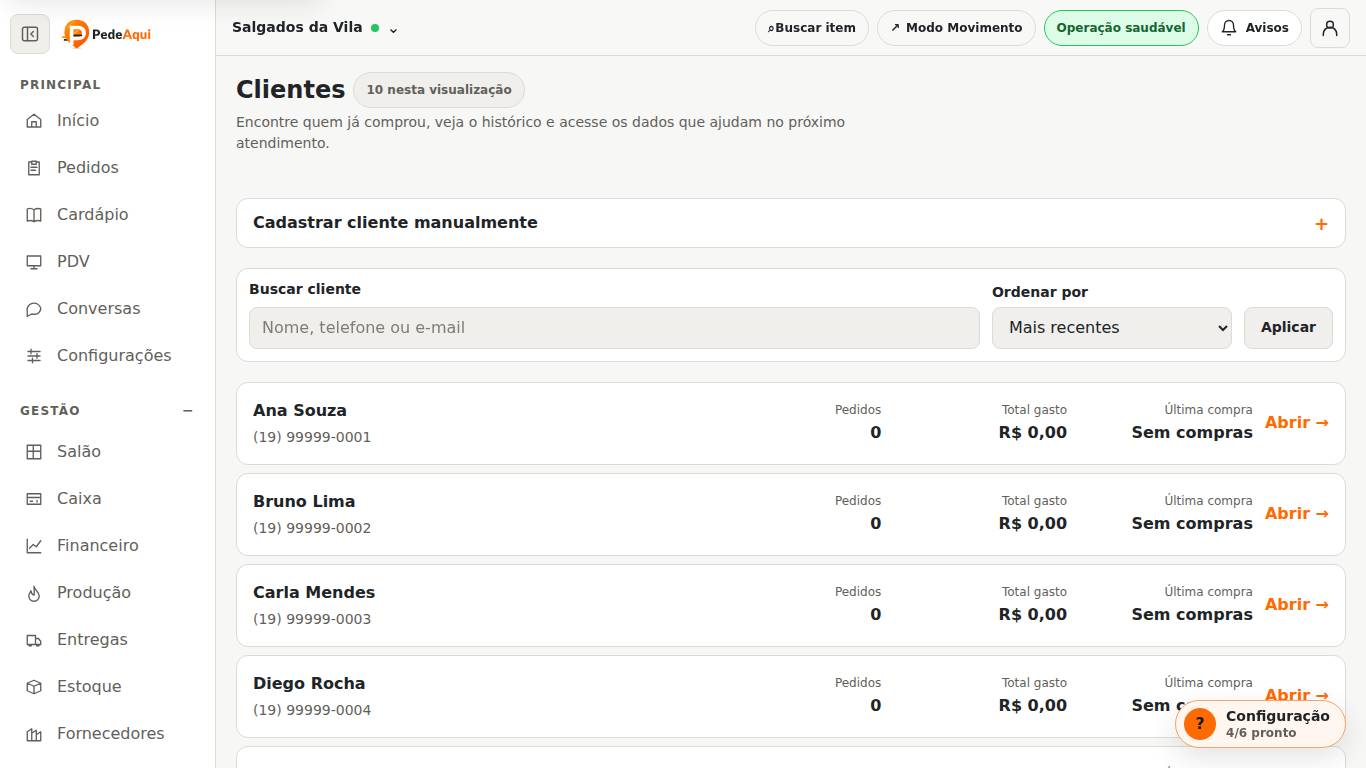 PedeAqui
Salgados da Vila
Buscar item
↗ Modo Movimento
Operação saudável
Avisos
PRINCIPAL
Início
Pedidos
Cardápio
PDV
Conversas
Configurações
GESTÃO −
Salão
Caixa
Financeiro
Produção
Entregas
Estoque
Fornecedores
Clientes
10 nesta visualização
Encontre quem já comprou, veja o histórico e acesse os dados que ajudam no próximo
atendimento.
Cadastrar cliente manualmente +
Buscar cliente
Nome, telefone ou e-mail
Ordenar por
Mais recentes
Aplicar
Ana Souza
(19) 99999-0001
Pedidos
0
Total gasto
R$ 0,00
Última compra
Sem compras
Abrir →
Bruno Lima
(19) 99999-0002
Pedidos
0
Total gasto
R$ 0,00
Última compra
Sem compras
Abrir →
Carla Mendes
(19) 99999-0003
Pedidos
0
Total gasto
R$ 0,00
Última compra
Sem compras
Abrir →
Diego Rocha
(19) 99999-0004
Pedidos
0
Total gasto
R$ 0,00
Última compra
Sem
Abrir →
?
Configuração
4/6 pronto